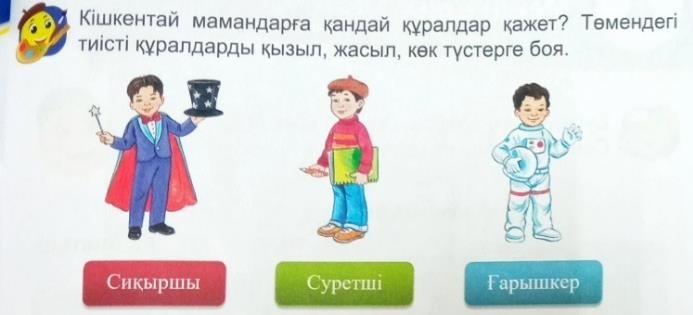 Кішкентай мамандарға қандай құралдар қажет? Төмендегі
тиісті құралдарды қызыл, жасыл, көк түстерге боя.
Сиқыршы
Суретші
Ғарышкер